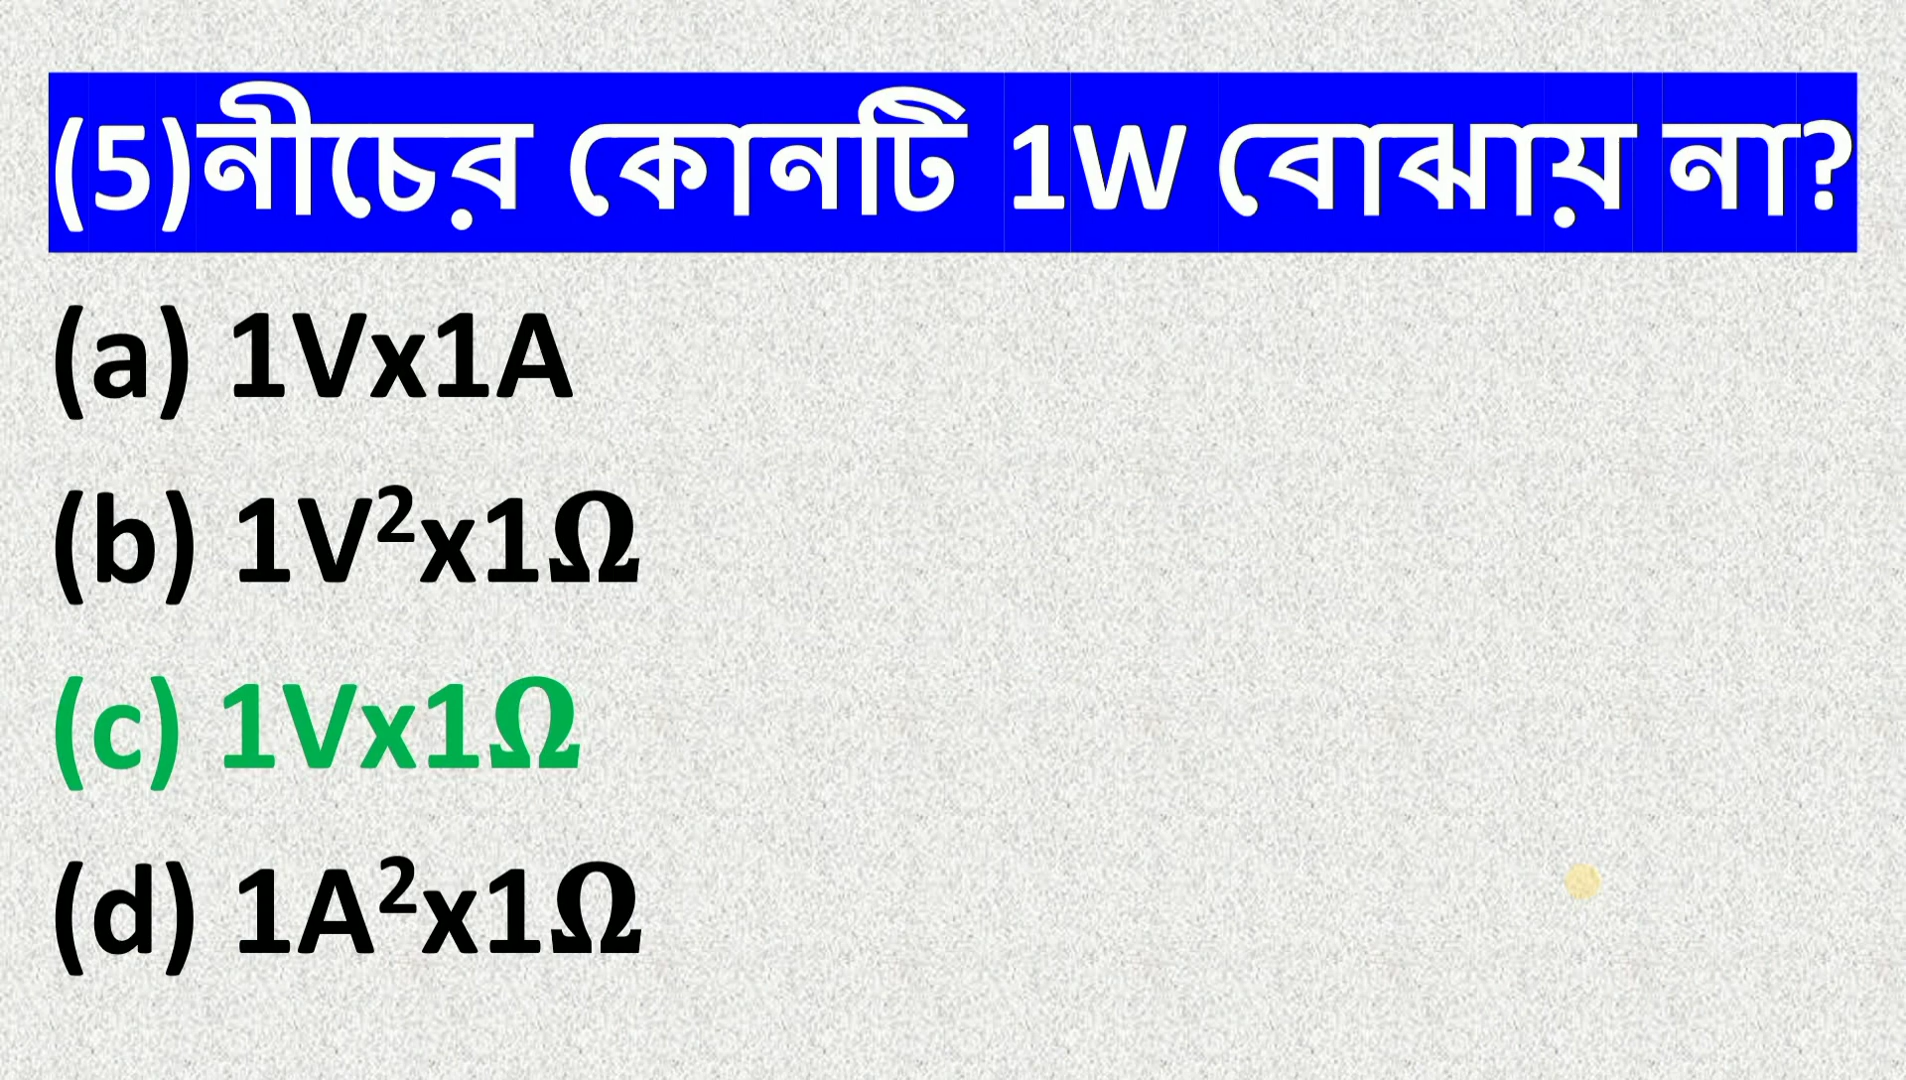 (5)নীচের কোনটি 1W বোঝায় না?
(a) 1Vx1A
(b) 1V²x1Ω
(c) 1Vx1Ω
(d) 1A²x1Ω